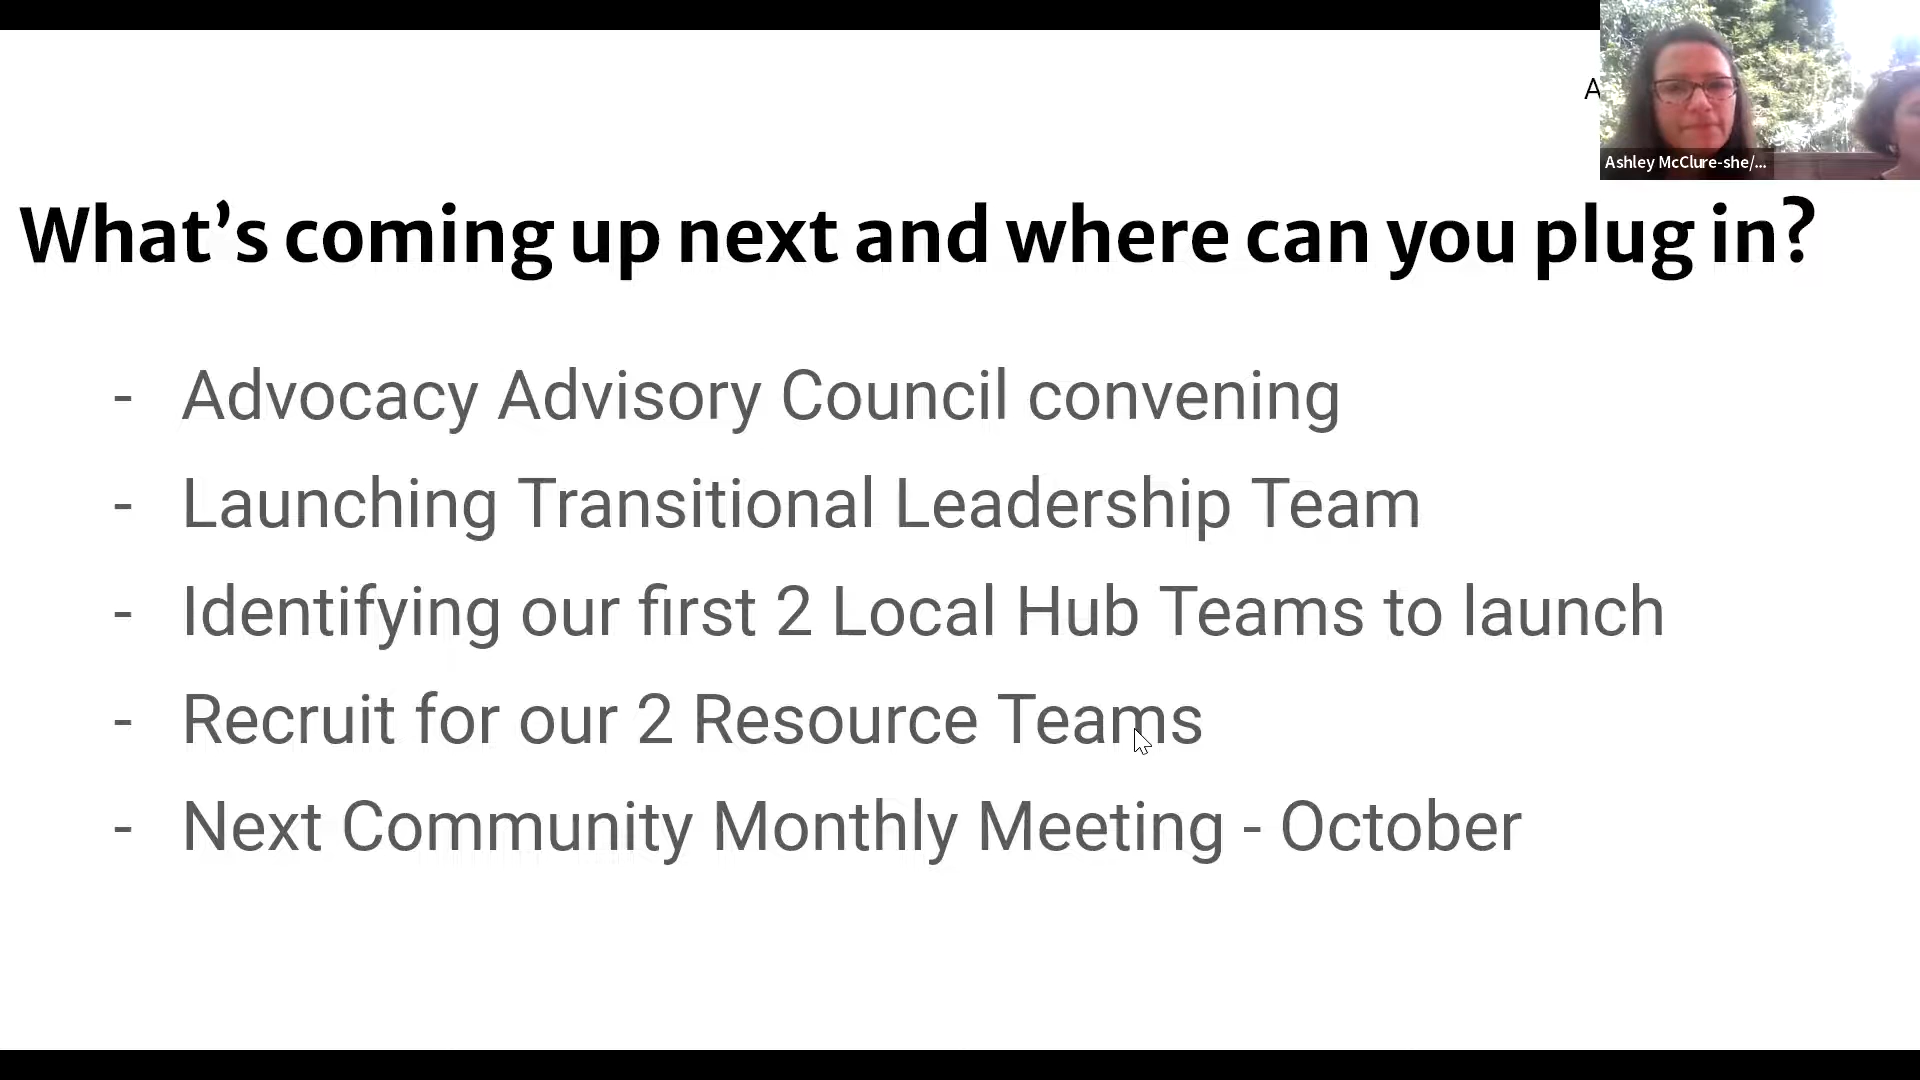 A
Ashley McClure-she/...
What's coming up next and where can you plug in?
- Advocacy Advisory Council convening
- Launching Transitional Leadership Team
- Identifying our first 2 Local Hub Teams to launch
- Recruit for our 2 Resource Teams
- Next Community Monthly Meeting - October